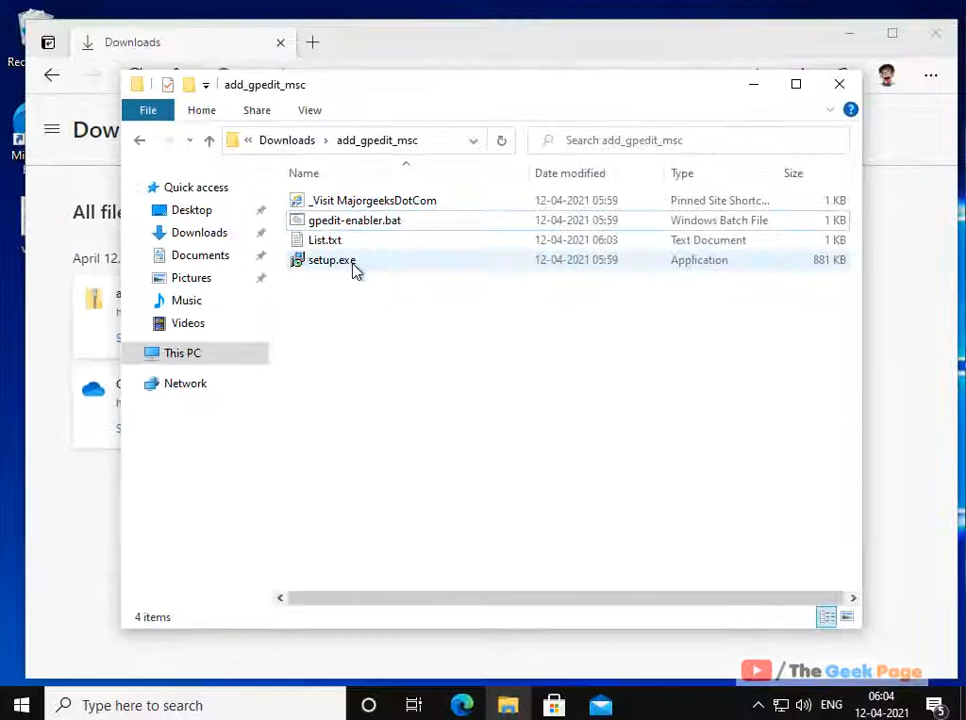 Downloads
add_gpedit_msc
File
Home
Share
View
Downloads
add_gpedit_msc
Search add_gpedit_msc
Name
Date modified
Type
Size
Quick access
Desktop
Downloads
Documents
Pictures
Music
Videos
This PC
Network
_Visit MajorgeeksDotCom 12-04-2021 05:59 Pinned Site Shortc... 1 KB
gpedit-enabler.bat 12-04-2021 05:59 Windows Batch File 1 KB
List.txt 12-04-2021 06:03 Text Document 1 KB
setup.exe 12-04-2021 05:59 Application 881 KB
4 items
All file
April 12,
The Geek Page
Type here to search
ENG
06:04
12-04-2021
5